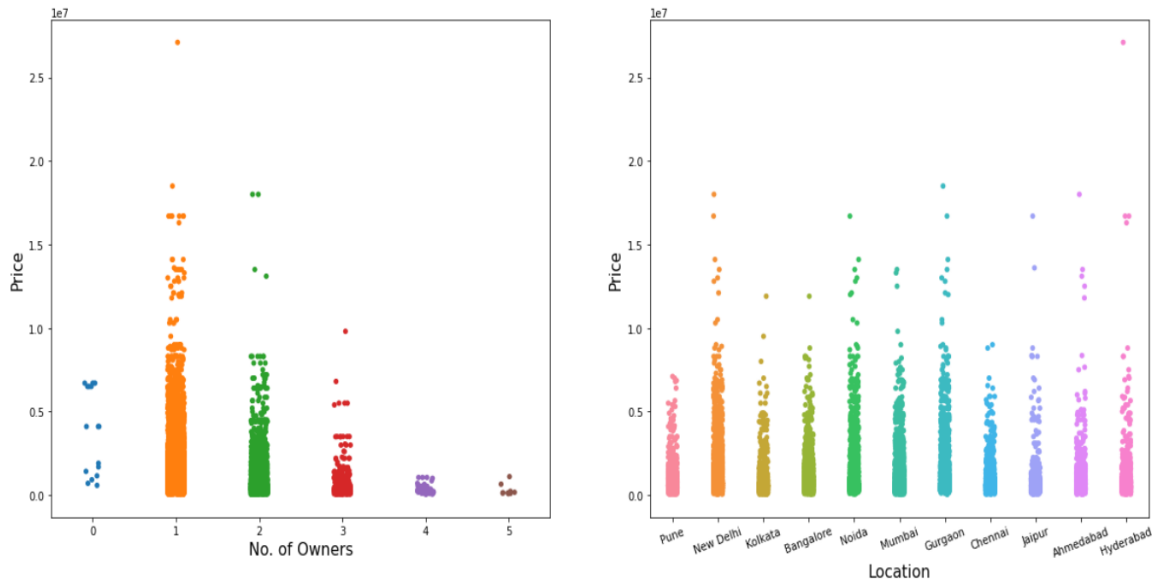 1e7
2.5
2.0
1.5
1.0
0.5
0.0
Price
0 1 2 3 4 5
No. of Owners
1e7
2.5
2.0
1.5
1.0
0.5
0.0
Price
Pune New Delhi Kolkata Bangalore Noida Mumbai Gurgaon Chennai Jaipur Ahmedabad Hyderabad
Location